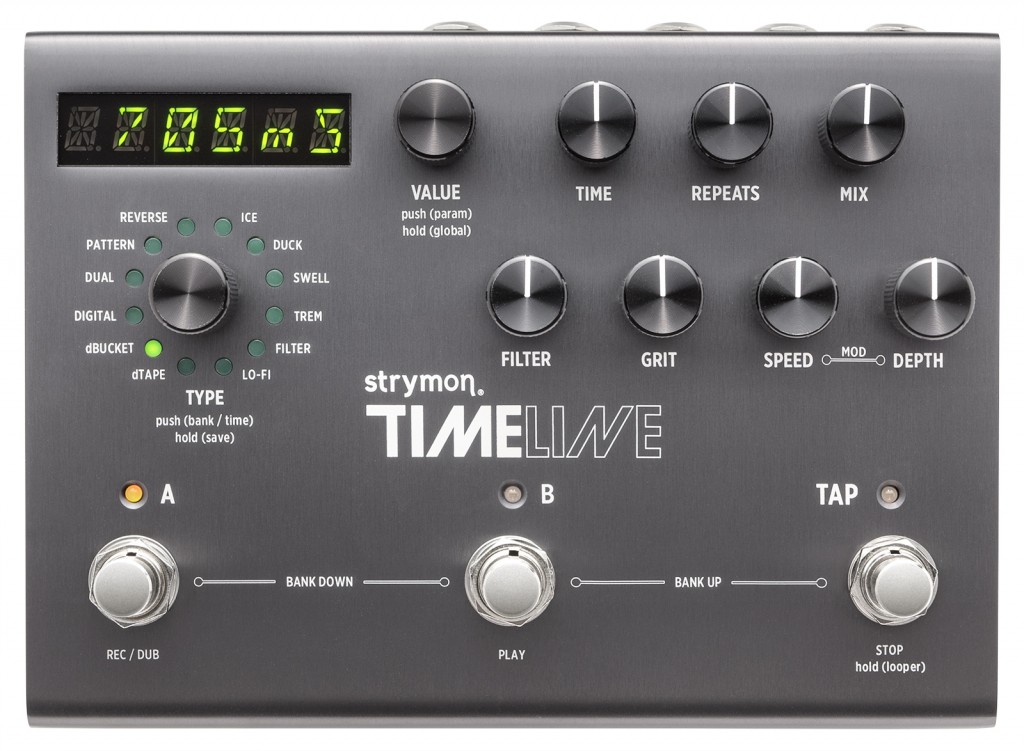 705mS
VALUE
push (param)
hold (global)
TIME
REPEATS
MIX
REVERSE
ICE
PATTERN
DUCK
DUAL
SWELL
DIGITAL
TREM
dBUCKET
FILTER
dTAPE
LO-FI
TYPE
push (bank / time)
hold (save)
FILTER
GRIT
SPEED
MOD
DEPTH
strymon®
TIMELINE
A
B
TAP
BANK DOWN
BANK UP
REC / DUB
PLAY
STOP
hold (looper)